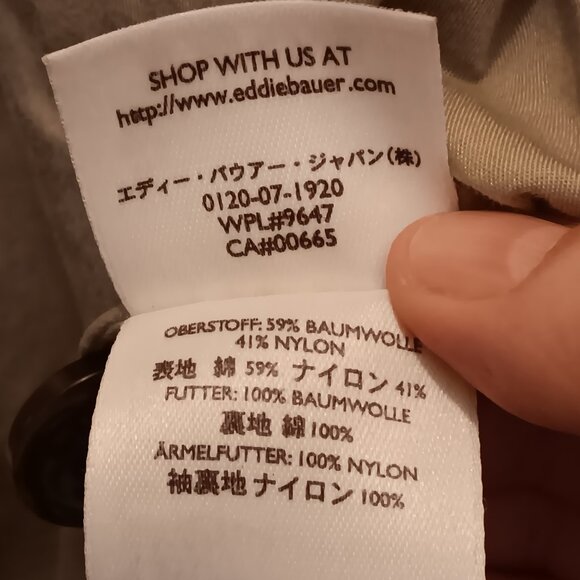 SHOP WITH US AT
http://www.eddiebauer.com
エディー・バウアー・ジャパン(株)
0120-07-1920
WPL#9647
CA#00665
OBERSTOFF: 59% BAUMWOLLE
41% NYLON
表地 綿 59% ナイロン 41%
FUTTER: 100% BAUMWOLLE
裏地 綿 100%
ÄRMELFUTTER: 100% NYLON
袖裏地 ナイロン 100%